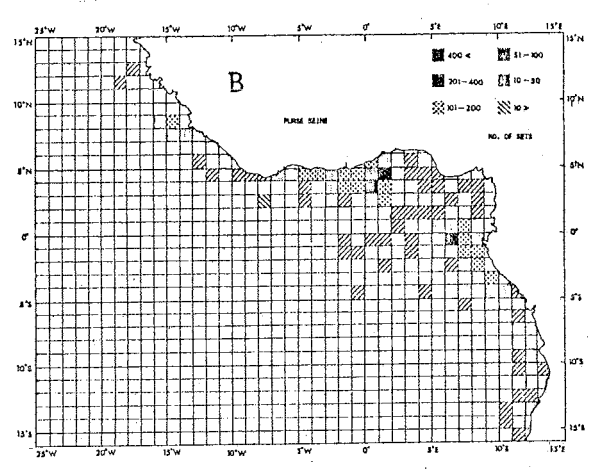 25°W 20°W 15°W 10°W 5°W 0° 5°E 10°E 15°E
15°N 15°N
B
400 < 51-100
201-400 10-50
101-200 10 >
PURSE SEINE
NO. OF SETS
10°N 10°N
5°N 5°N
0° 0°
5°S 5°S
10°S 10°S
15°S 15°S
25°W 20°W 15°W 10°W 5°W 0° 5°E 10°E 15°E